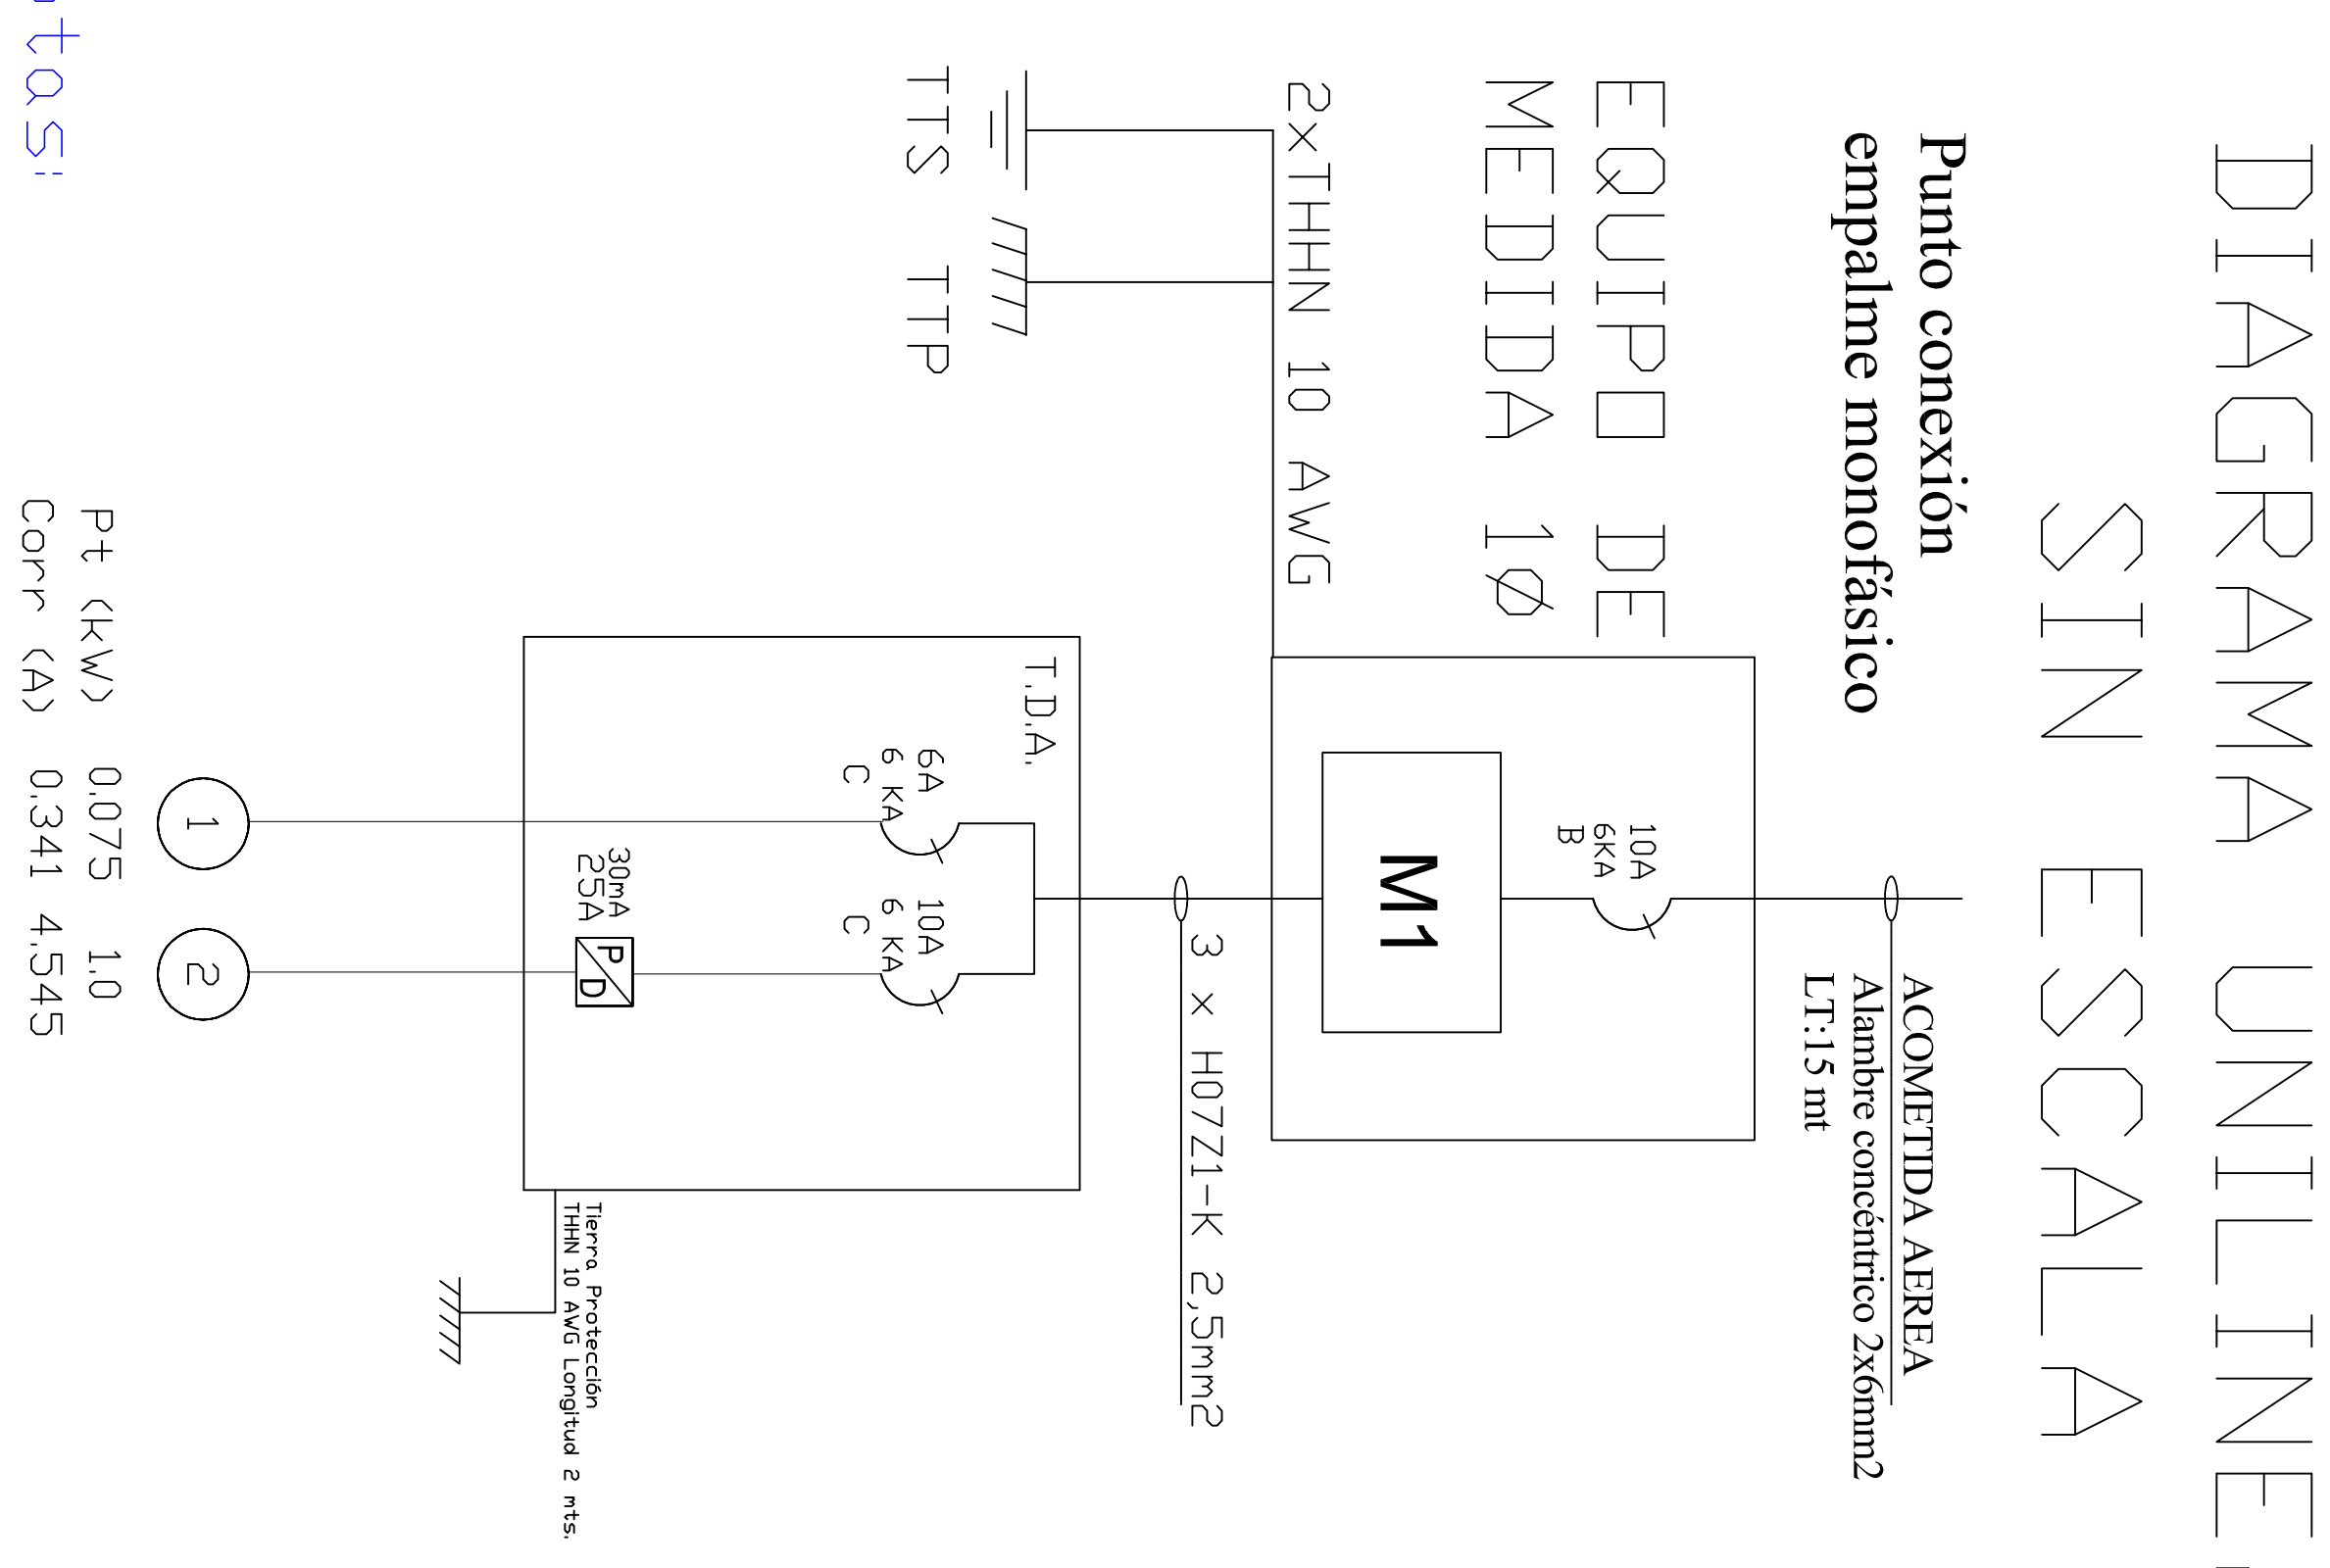 DIAGRAMA UNILINE
SIN ESCALA
Punto conexión
empalme monofásico
ACOMETIDA AEREA
Alambre concéntrico 2x6mm2
LT:15 mt
EQUIPO DE
MEDIDA 1Ø
10A
6KA
B
M1
2xTHHN 10 AWG
3 x H07Z1-K 2,5mm2
TTS TTP
T.D.A.
6A
6 KA
C
10A
6 KA
C
30mA
25A
P/D
Tierra Protección
THHN 10 AWG Longitud 2 mts.
1 2
Pt (kW) 0.075 1.0
Corr (A) 0.341 4.545
tas: